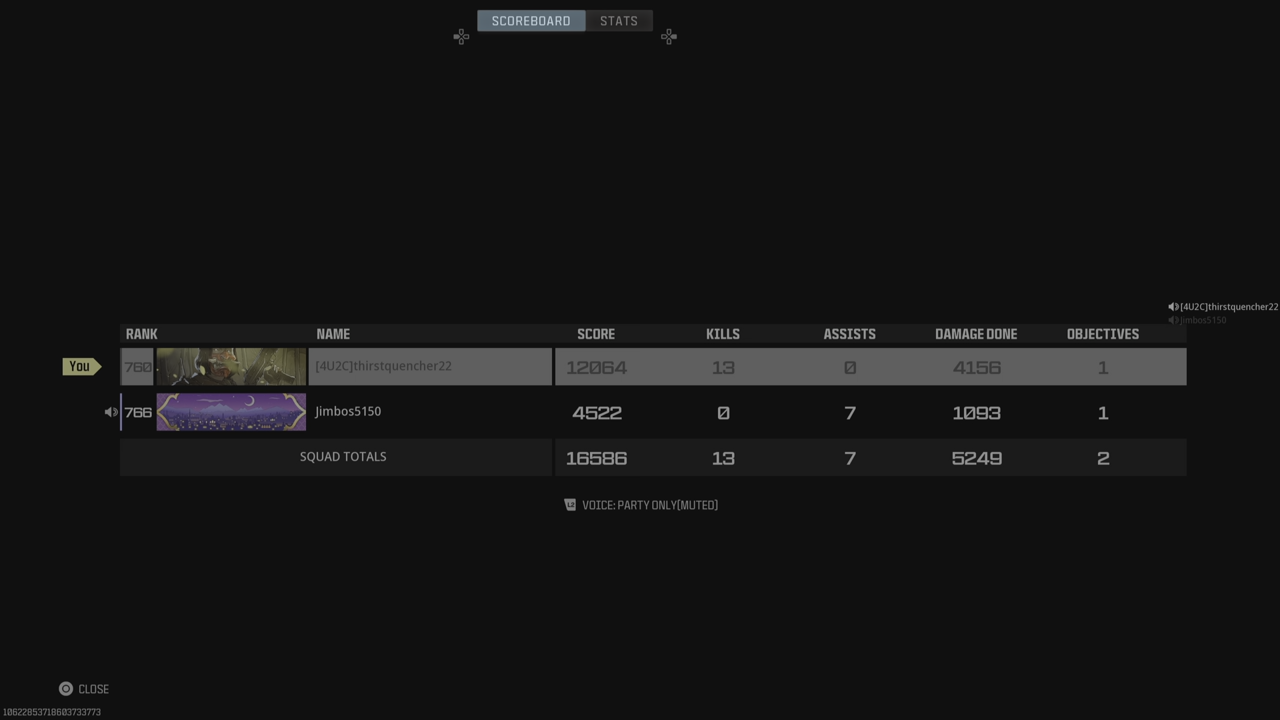 SCOREBOARD STATS
[4U2C]thirstquencher22
Jimbos5150
RANK NAME SCORE KILLS ASSISTS DAMAGE DONE OBJECTIVES
You 760 [4U2C]thirstquencher22 12064 13 0 4156 1
766 Jimbos5150 4522 0 7 1093 1
SQUAD TOTALS 16586 13 7 5249 2
L2 VOICE: PARTY ONLY(MUTED)
CLOSE
10622853718603733773